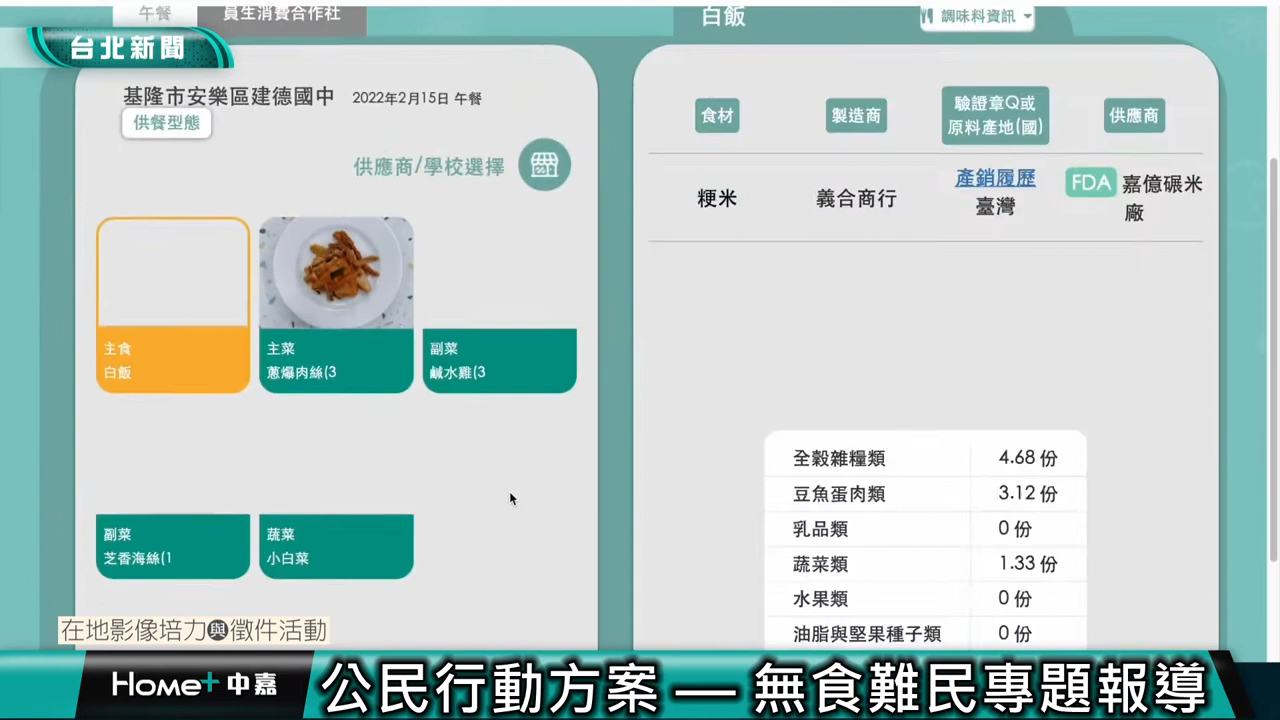 午餐
員生消費合作社
白飯
調味料資訊
台北新聞
基隆市安樂區建德國中 2022年2月15日 午餐
供餐型態
供應商/學校選擇
主食
白飯
主菜
蔥爆肉絲(3
副菜
鹹水雞(3
副菜
芝香海絲(1
蔬菜
小白菜
食材 製造商 驗證章Q或 供應商
原料產地(國)
粳米 義合商行 產銷履歷 FDA 嘉億碾米
臺灣 廠
全穀雜糧類 4.68 份
豆魚蛋肉類 3.12 份
乳品類 0 份
蔬菜類 1.33 份
水果類 0 份
油脂與堅果種子類 0 份
在地影像培力與徵件活動
Home+ 中嘉
公民行動方案 — 無食難民專題報導